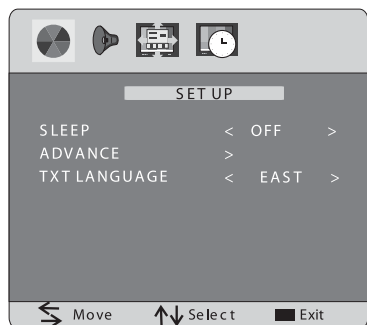 SET UP
SLEEP < OFF >
ADVANCE >
TXT LANGUAGE < EAST >
Move Select Exit